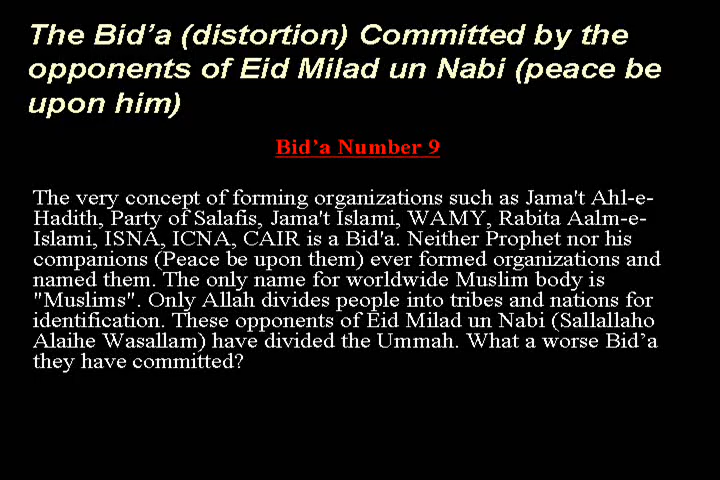 The Bid’a (distortion) Committed by the
opponents of Eid Milad un Nabi (peace be
upon him)
Bid’a Number 9
The very concept of forming organizations such as Jama't Ahl-e-
Hadith, Party of Salafis, Jama't Islami, WAMY, Rabita Aalm-e-
Islami, ISNA, ICNA, CAIR is a Bid'a. Neither Prophet nor his
companions (Peace be upon them) ever formed organizations and
named them. The only name for worldwide Muslim body is
"Muslims". Only Allah divides people into tribes and nations for
identification. These opponents of Eid Milad un Nabi (Sallallaho
Alaihe Wasallam) have divided the Ummah. What a worse Bid’a
they have committed?